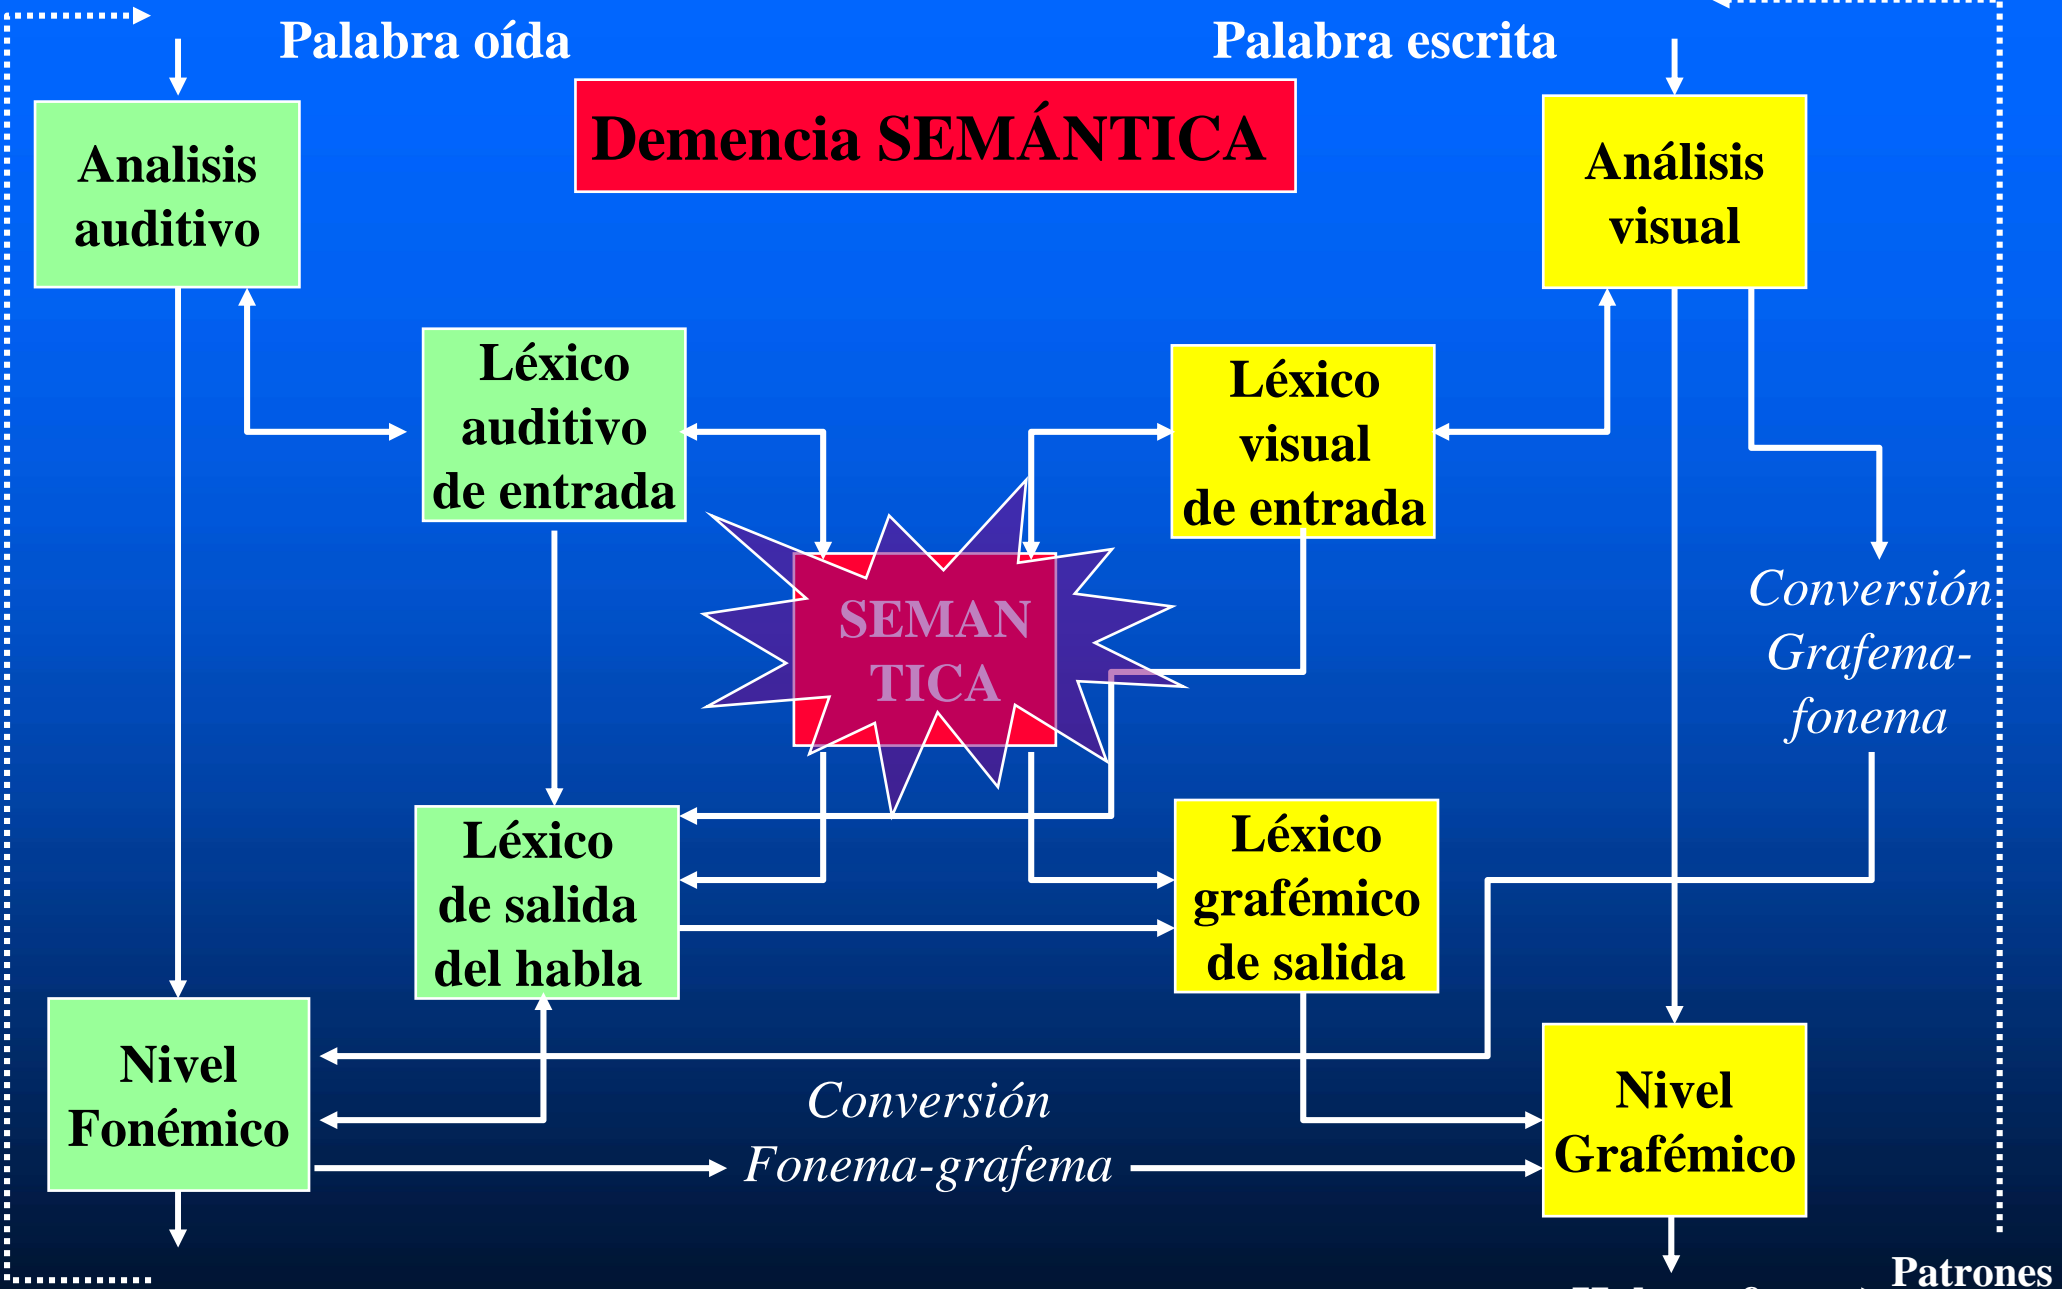 Palabra oída
Palabra escrita
Demencia SEMÁNTICA
Analisis
auditivo
Análisis
visual
Léxico
auditivo
de entrada
Léxico
visual
de entrada
SEMAN
TICA
Conversión
Grafema-
fonema
Léxico
de salida
del habla
Léxico
grafémico
de salida
Nivel
Fonémico
Conversión
Fonema-grafema
Nivel
Grafémico
Patrones